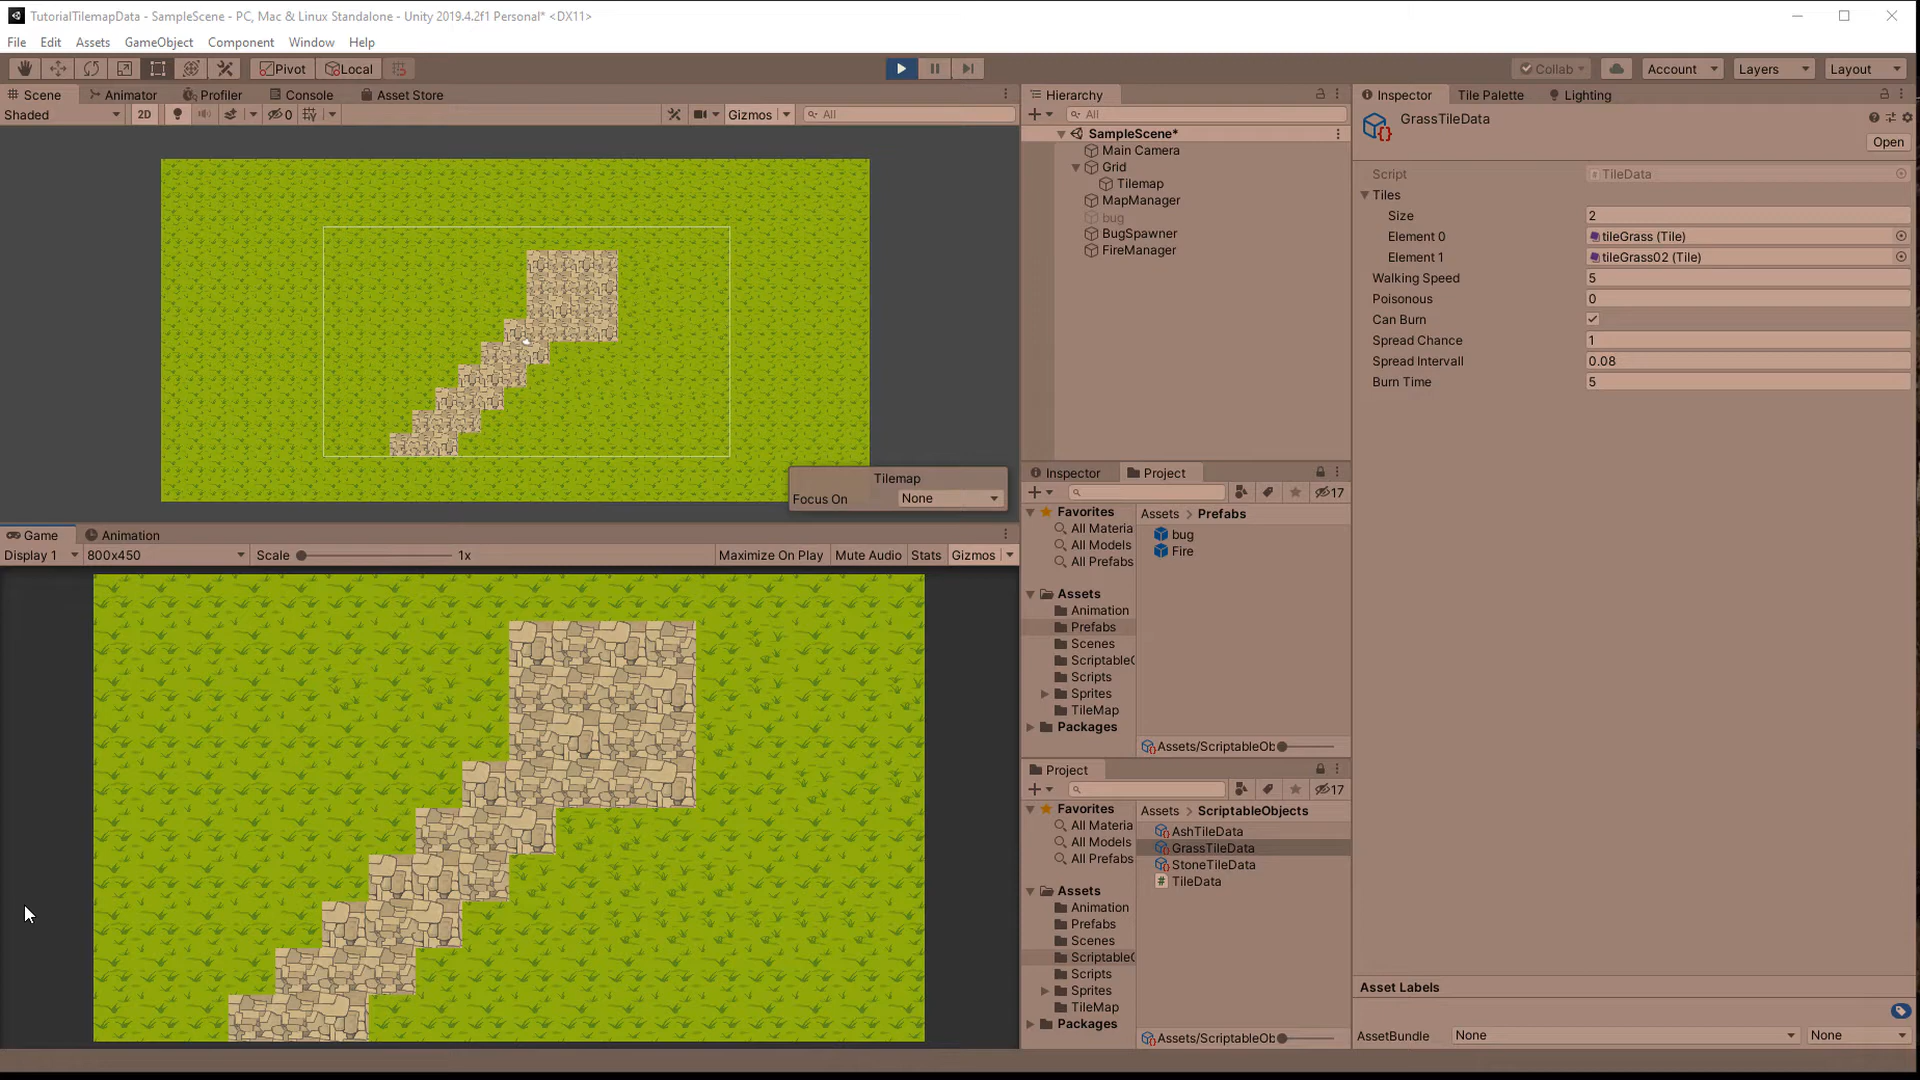 TutorialTilemapData - SampleScene - PC, Mac & Linux Standalone - Unity 2019.4.2f1 Personal* <DX11>
File Edit Assets GameObject Component Window Help
Pivot Local Collab Account Layers Layout
Scene Animator Profiler Console Asset Store
Shaded 2D 0 Gizmos All
Tilemap
Focus On None
Game Animation
Display 1 800x450 Scale 1x Maximize On Play Mute Audio Stats Gizmos
Hierarchy
All
SampleScene*
Main Camera
Grid
Tilemap
MapManager
bug
BugSpawner
FireManager
Inspector Project
17
Favorites
All Materia
All Models
All Prefabs
Assets
Animation
Prefabs
Scenes
Scriptable
Scripts
Sprites
TileMap
Packages
Assets > Prefabs
bug
Fire
Assets/ScriptableOb
Project
17
Favorites
All Materia
All Models
All Prefabs
Assets
Animation
Prefabs
Scenes
Scriptable
Scripts
Sprites
TileMap
Packages
Assets > ScriptableObjects
AshTileData
GrassTileData
StoneTileData
# TileData
Assets/ScriptableOb
Inspector Tile Palette Lighting
GrassTileData
Open
Script # TileData
Tiles
Size 2
Element 0 tileGrass (Tile)
Element 1 tileGrass02 (Tile)
Walking Speed 5
Poisonous 0
Can Burn
Spread Chance 1
Spread Intervall 0.08
Burn Time 5
Asset Labels
AssetBundle None None